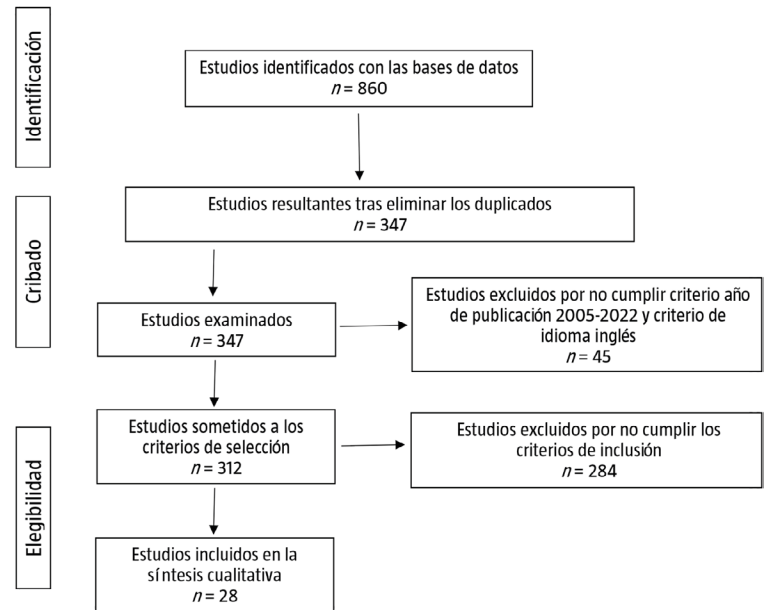 Identificación
Estudios identificados con las bases de datos
n = 860
Estudios resultantes tras eliminar los duplicados
n = 347
Cribado
Estudios examinados
n = 347
Estudios excluidos por no cumplir criterio año
de publicación 2005-2022 y criterio de
idioma inglés
n = 45
Elegibilidad
Estudios sometidos a los
criterios de selección
n = 312
Estudios excluidos por no cumplir los
criterios de inclusión
n = 284
Estudios incluidos en la
síntesis cualitativa
n = 28